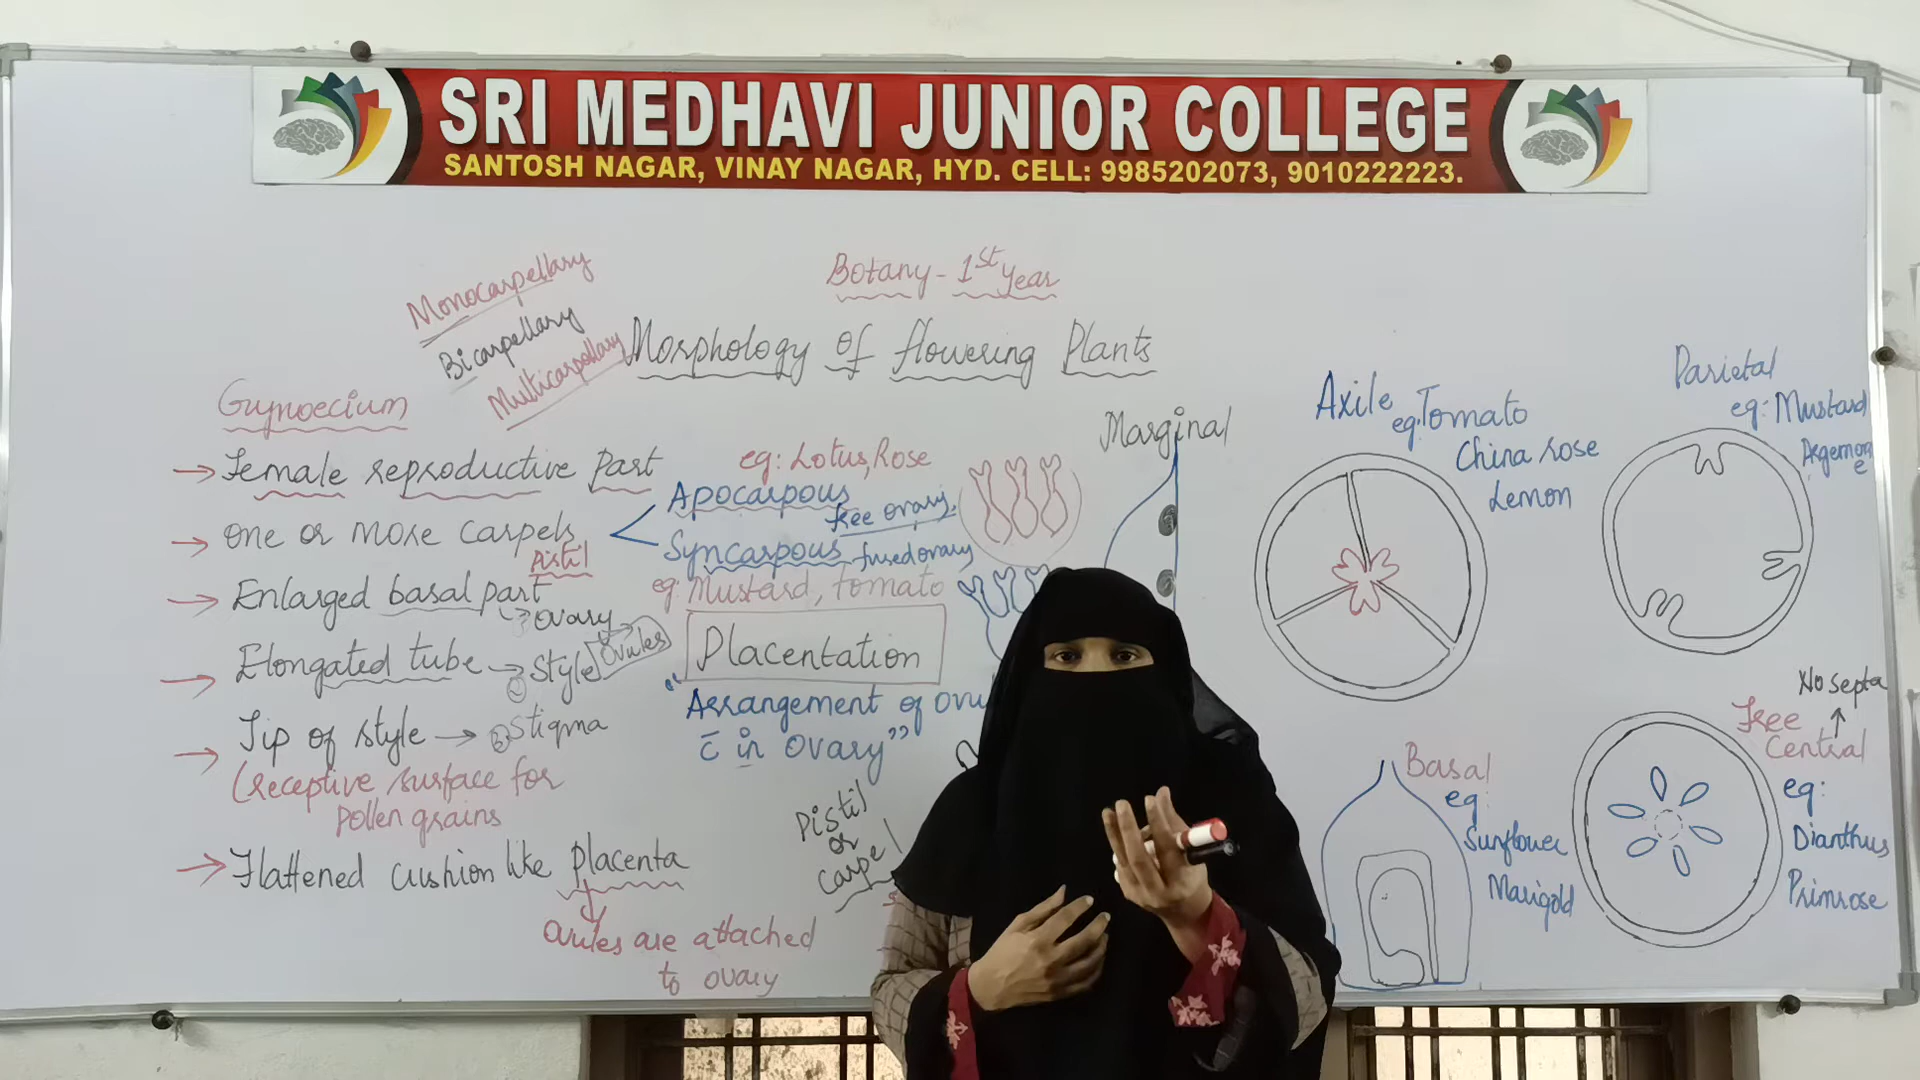 SRI MEDHAVI JUNIOR COLLEGE
SANTOSH NAGAR, VINAY NAGAR, HYD. CELL: 9985202073, 9010222223.
Botany - 1st Year
Morphology of flowering Plants
Monocarpellary
Bicarpellary
Multicarpellary
Gynoecium
→ Female reproductive Part
→ One or more carpels
Pistil
→ Enlarged basal part
→ Ovary
Ovules
→ Elongated tube → Style
→ Tip of style → Stigma
(receptive surface for
Pollen grains
→ Flattened cushion like placenta
Ovules are attached
to ovary
eg: Lotus, Rose
Apocarpous
free ovary
Syncarpous fused ovary
eg: Mustard, tomato
Placentation
"Arrangement of ovu
c̄ in ovary"
Pistil
or
carpel
Marginal
Axile
eg: Tomato
China rose
Lemon
Parietal
eg: Mustard
Argemone
Basal
eg:
Sunflower
Marigold
No septa
↑
Free
Central
eg:
Dianthus
Primrose